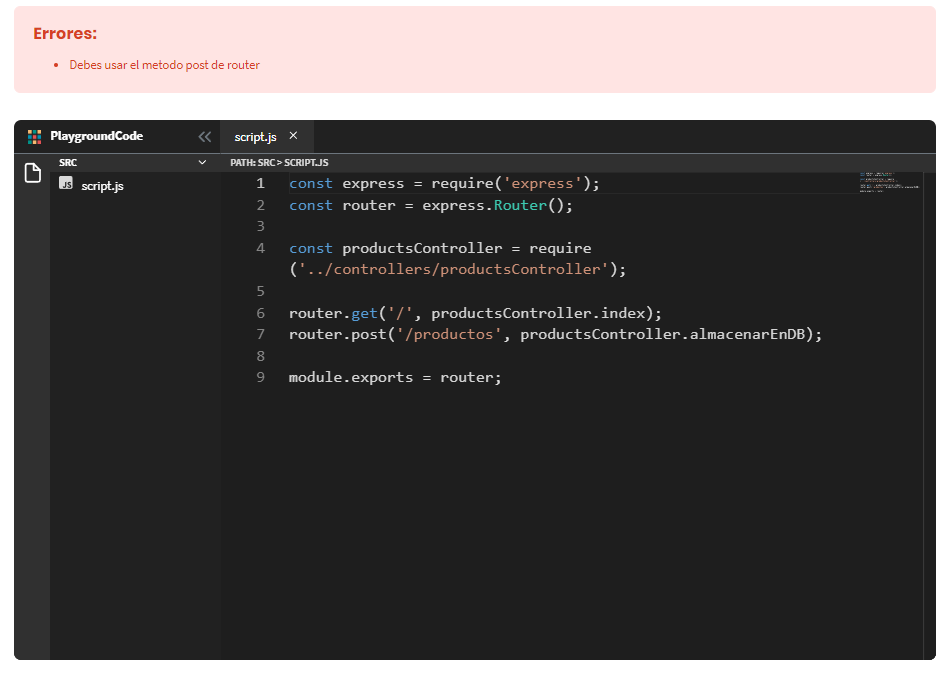 Errores:
• Debes usar el metodo post de router
PlaygroundCode
script.js
SRC
PATH: SRC > SCRIPT.JS
JS script.js
1 const express = require('express');
2 const router = express.Router();
3
4 const productsController = require
('../controllers/productsController');
5
6 router.get('/', productsController.index);
7 router.post('/productos', productsController.almacenarEnDB);
8
9 module.exports = router;